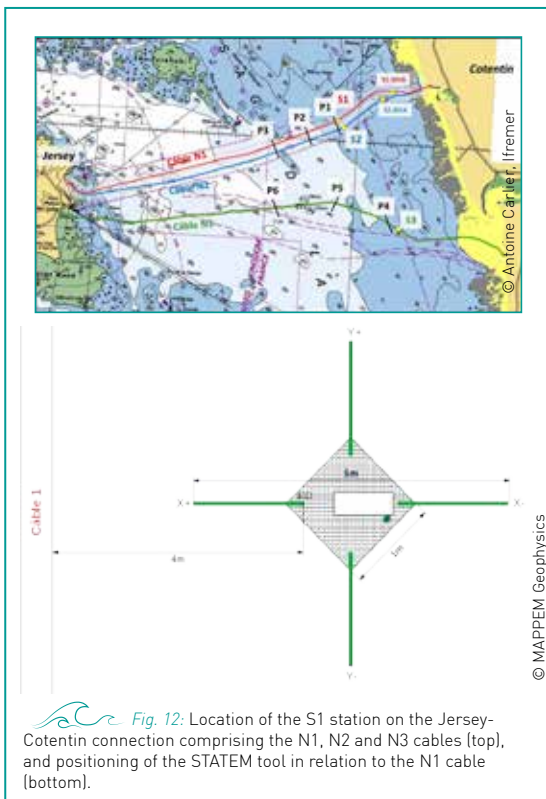 Jersey
Cotentin
P1
S1
P2
S2
P3
Câble N1
P6
P5
P4
S3
Câble N3
© Antoine Carlier, Ifremer
Y+
5m
X+
X-
Cable 1
4m
1m
Y-
© MAPPEM Geophysics
Fig. 12: Location of the S1 station on the Jersey-
Cotentin connection comprising the N1, N2 and N3 cables (top),
and positioning of the STATEM tool in relation to the N1 cable
(bottom).